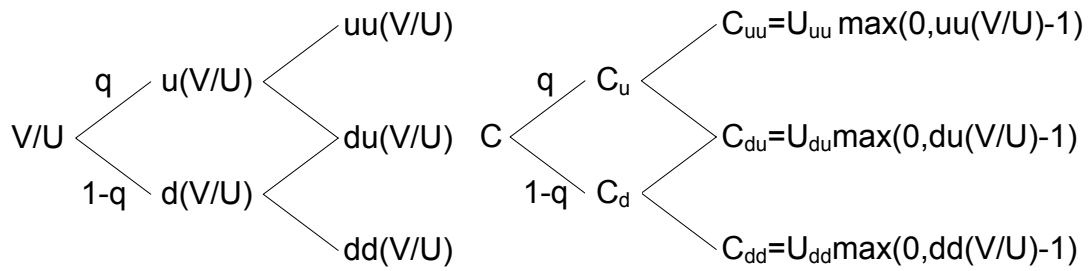 uu(V/U) C_uu=U_uu max(0,uu(V/U)-1)
q u(V/U) q C_u
V/U du(V/U) C C_du=U_du max(0,du(V/U)-1)
1-q d(V/U) 1-q C_d
dd(V/U) C_dd=U_dd max(0,dd(V/U)-1)